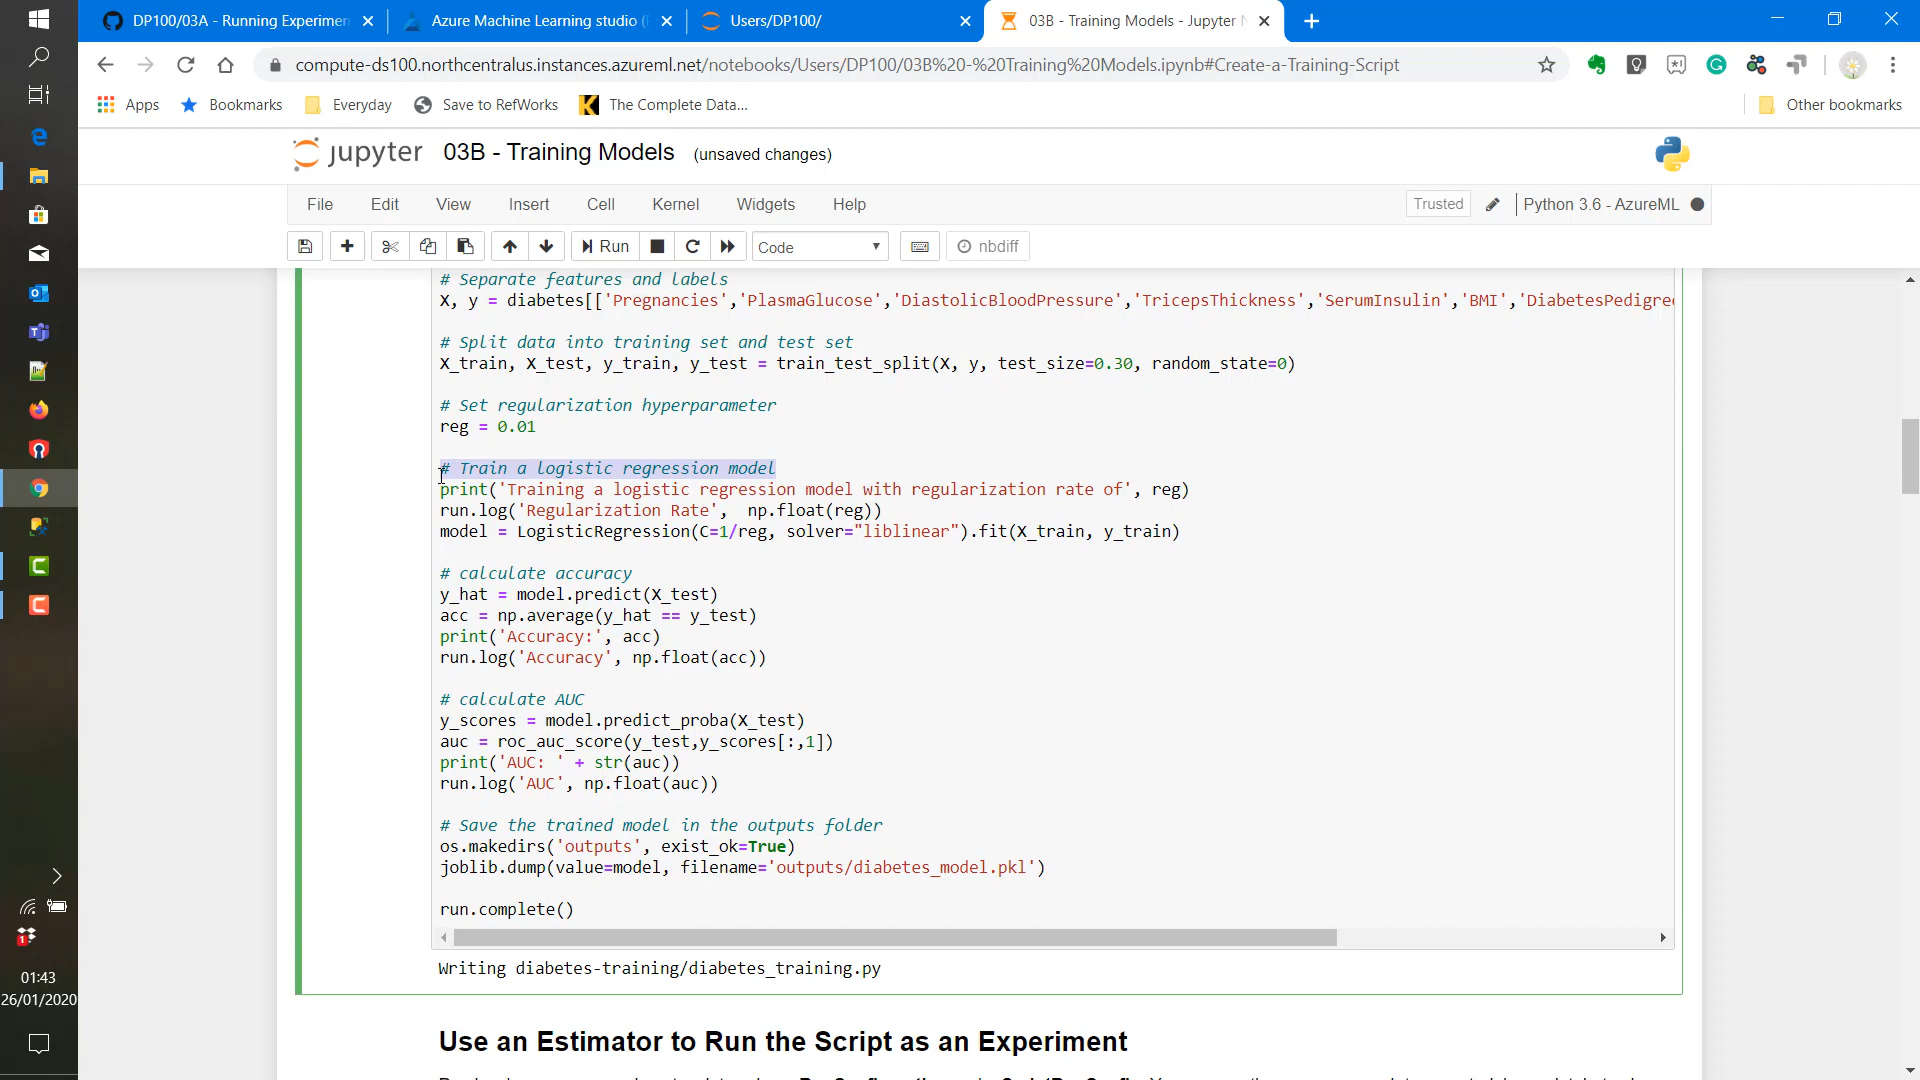 DP100/03A - Running Experimen
Azure Machine Learning studio (
Users/DP100/
03B - Training Models - Jupyter N
compute-ds100.northcentralus.instances.azureml.net/notebooks/Users/DP100/03B%20-%20Training%20Models.ipynb#Create-a-Training-Script
Apps
Bookmarks
Everyday
Save to RefWorks
The Complete Data...
Other bookmarks
jupyter 03B - Training Models (unsaved changes)
File Edit View Insert Cell Kernel Widgets Help
Trusted
Python 3.6 - AzureML
Run
Code
nbdiff
# Separate features and labels
X, y = diabetes[['Pregnancies','PlasmaGlucose','DiastolicBloodPressure','TricepsThickness','SerumInsulin','BMI','DiabetesPedigree
# Split data into training set and test set
X_train, X_test, y_train, y_test = train_test_split(X, y, test_size=0.30, random_state=0)
# Set regularization hyperparameter
reg = 0.01
# Train a logistic regression model
print('Training a logistic regression model with regularization rate of', reg)
run.log('Regularization Rate',  np.float(reg))
model = LogisticRegression(C=1/reg, solver="liblinear").fit(X_train, y_train)
# calculate accuracy
y_hat = model.predict(X_test)
acc = np.average(y_hat == y_test)
print('Accuracy:', acc)
run.log('Accuracy', np.float(acc))
# calculate AUC
y_scores = model.predict_proba(X_test)
auc = roc_auc_score(y_test,y_scores[:,1])
print('AUC: ' + str(auc))
run.log('AUC', np.float(auc))
# Save the trained model in the outputs folder
os.makedirs('outputs', exist_ok=True)
joblib.dump(value=model, filename='outputs/diabetes_model.pkl')
run.complete()
Writing diabetes-training/diabetes_training.py
Use an Estimator to Run the Script as an Experiment
01:43
26/01/2020